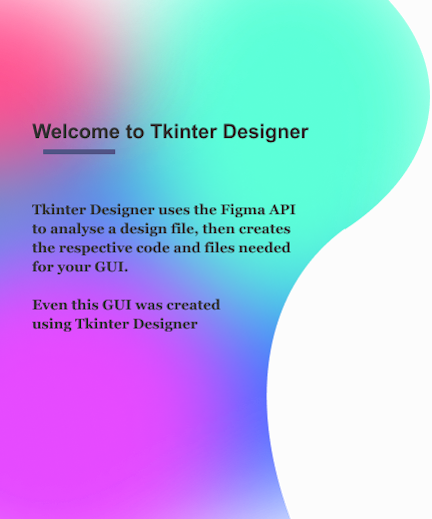 Welcome to Tkinter Designer
Tkinter Designer uses the Figma API
to analyse a design file, then creates
the respective code and files needed
for your GUI.
Even this GUI was created
using Tkinter Designer